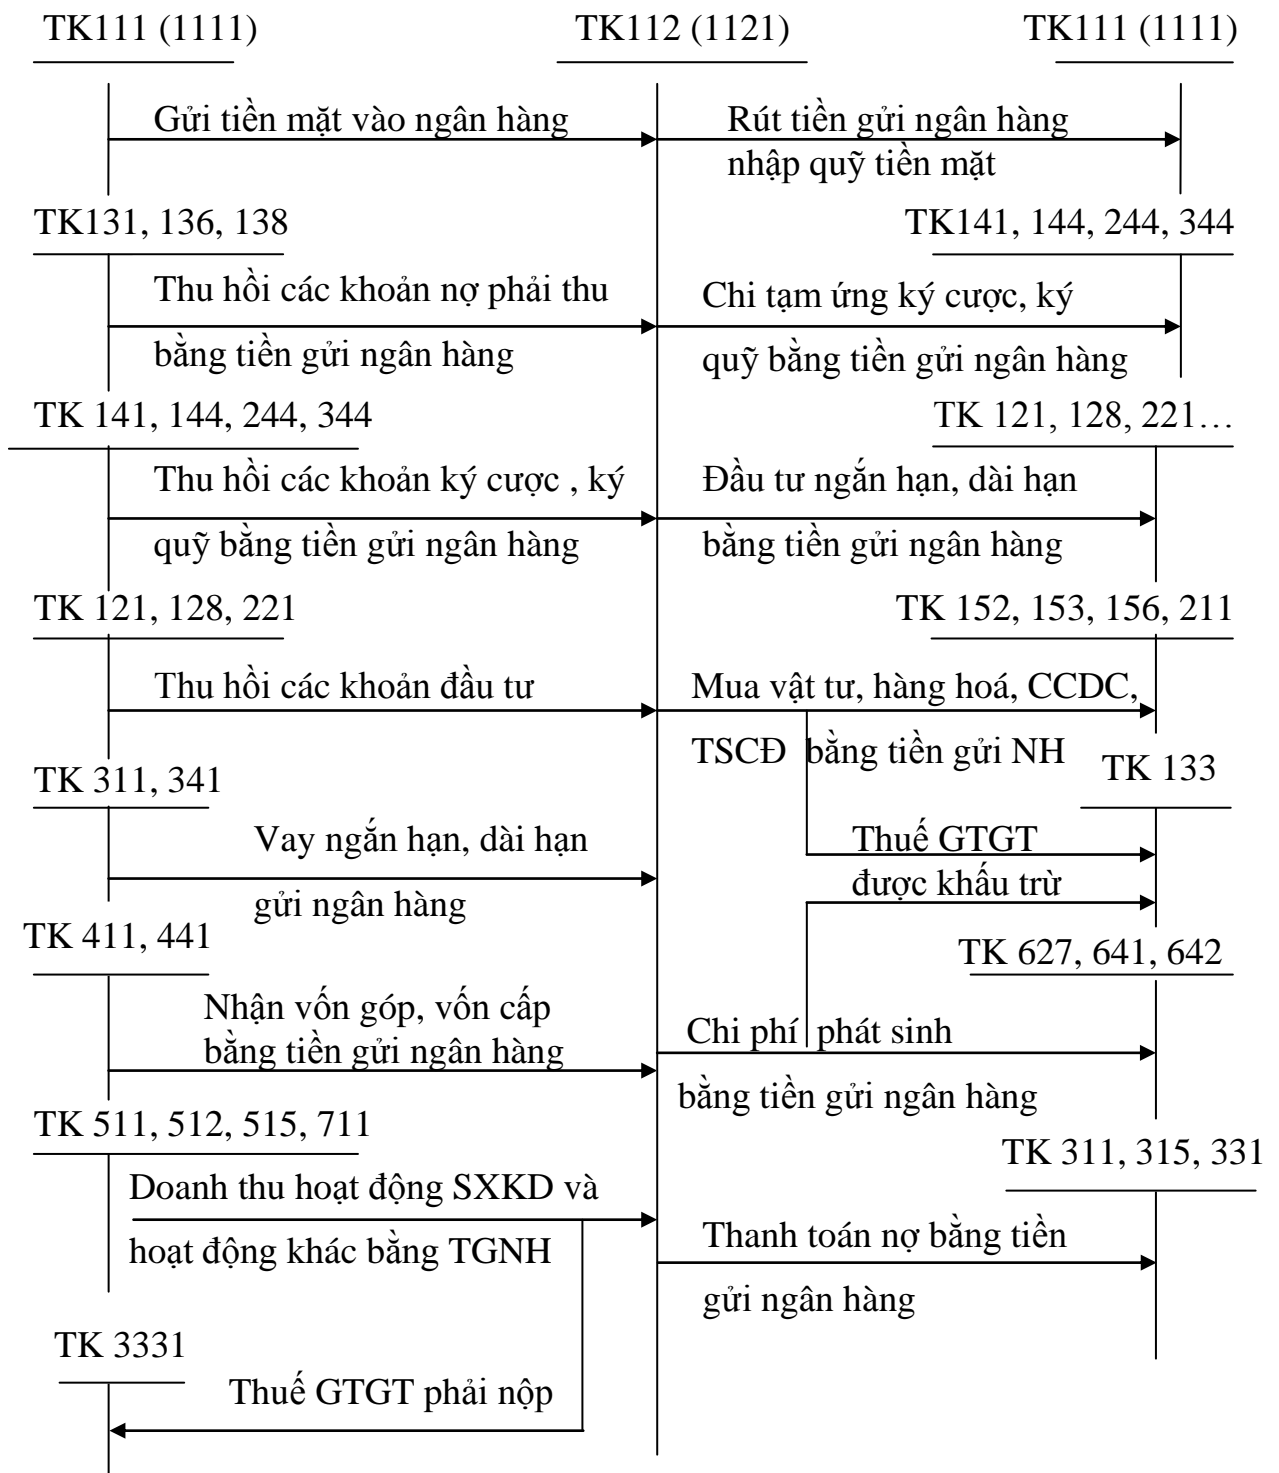 TK111 (1111)
TK112 (1121)
TK111 (1111)
Gửi tiền mặt vào ngân hàng
Rút tiền gửi ngân hàng
nhập quỹ tiền mặt
TK131, 136, 138
TK141, 144, 244, 344
Thu hồi các khoản nợ phải thu
bằng tiền gửi ngân hàng
Chi tạm ứng ký cược, ký
quỹ bằng tiền gửi ngân hàng
TK 141, 144, 244, 344
TK 121, 128, 221…
Thu hồi các khoản ký cược , ký
quỹ bằng tiền gửi ngân hàng
Đầu tư ngắn hạn, dài hạn
bằng tiền gửi ngân hàng
TK 121, 128, 221
TK 152, 153, 156, 211
Thu hồi các khoản đầu tư
Mua vật tư, hàng hoá, CCDC,
TSCĐ bằng tiền gửi NH
TK 311, 341
TK 133
Vay ngắn hạn, dài hạn
gửi ngân hàng
Thuế GTGT
được khấu trừ
TK 411, 441
TK 627, 641, 642
Nhận vốn góp, vốn cấp
bằng tiền gửi ngân hàng
Chi phí phát sinh
bằng tiền gửi ngân hàng
TK 511, 512, 515, 711
TK 311, 315, 331
Doanh thu hoạt động SXKD và
hoạt động khác bằng TGNH
Thanh toán nợ bằng tiền
gửi ngân hàng
TK 3331
Thuế GTGT phải nộp